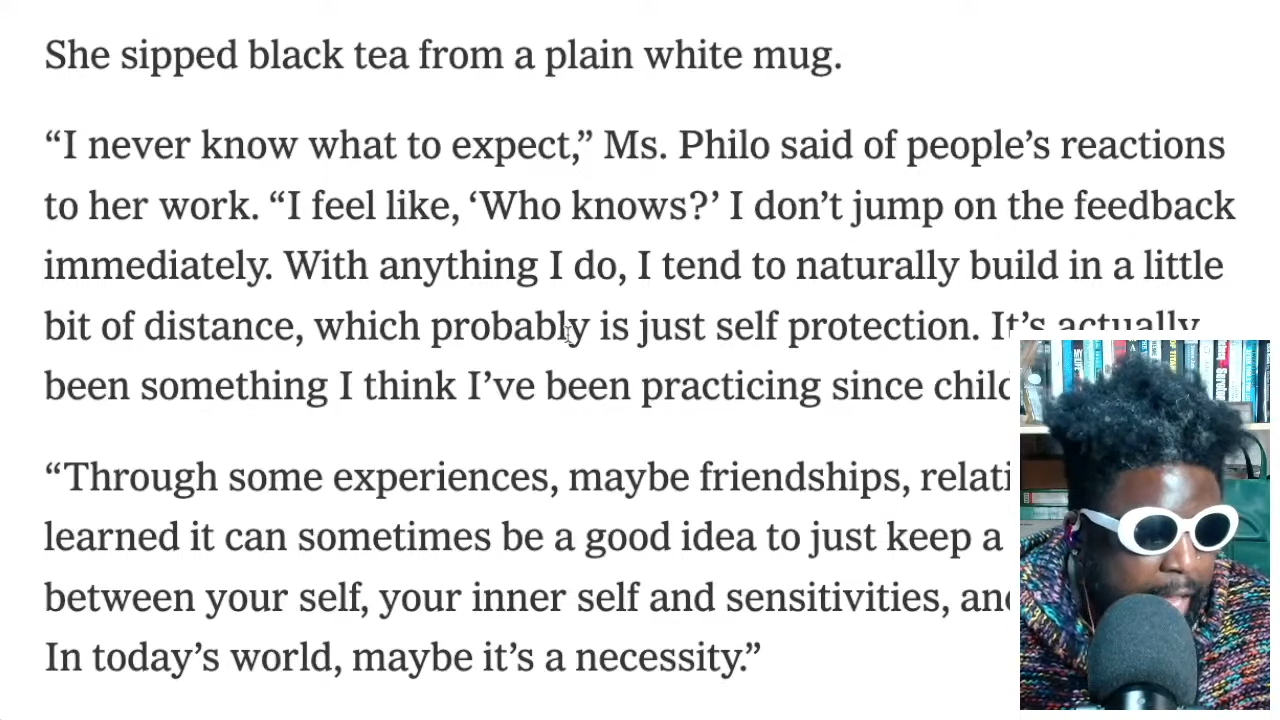 She sipped black tea from a plain white mug.
“I never know what to expect,” Ms. Philo said of people’s reactions
to her work. “I feel like, ‘Who knows?’ I don’t jump on the feedback
immediately. With anything I do, I tend to naturally build in a little
bit of distance, which probably is just self protection. It’s actually
been something I think I’ve been practicing since
“Through some experiences, maybe friendships,
learned it can sometimes be a good idea to just keep a
between your self, your inner self and sensitivities,
In today’s world, maybe it’s a necessity.”